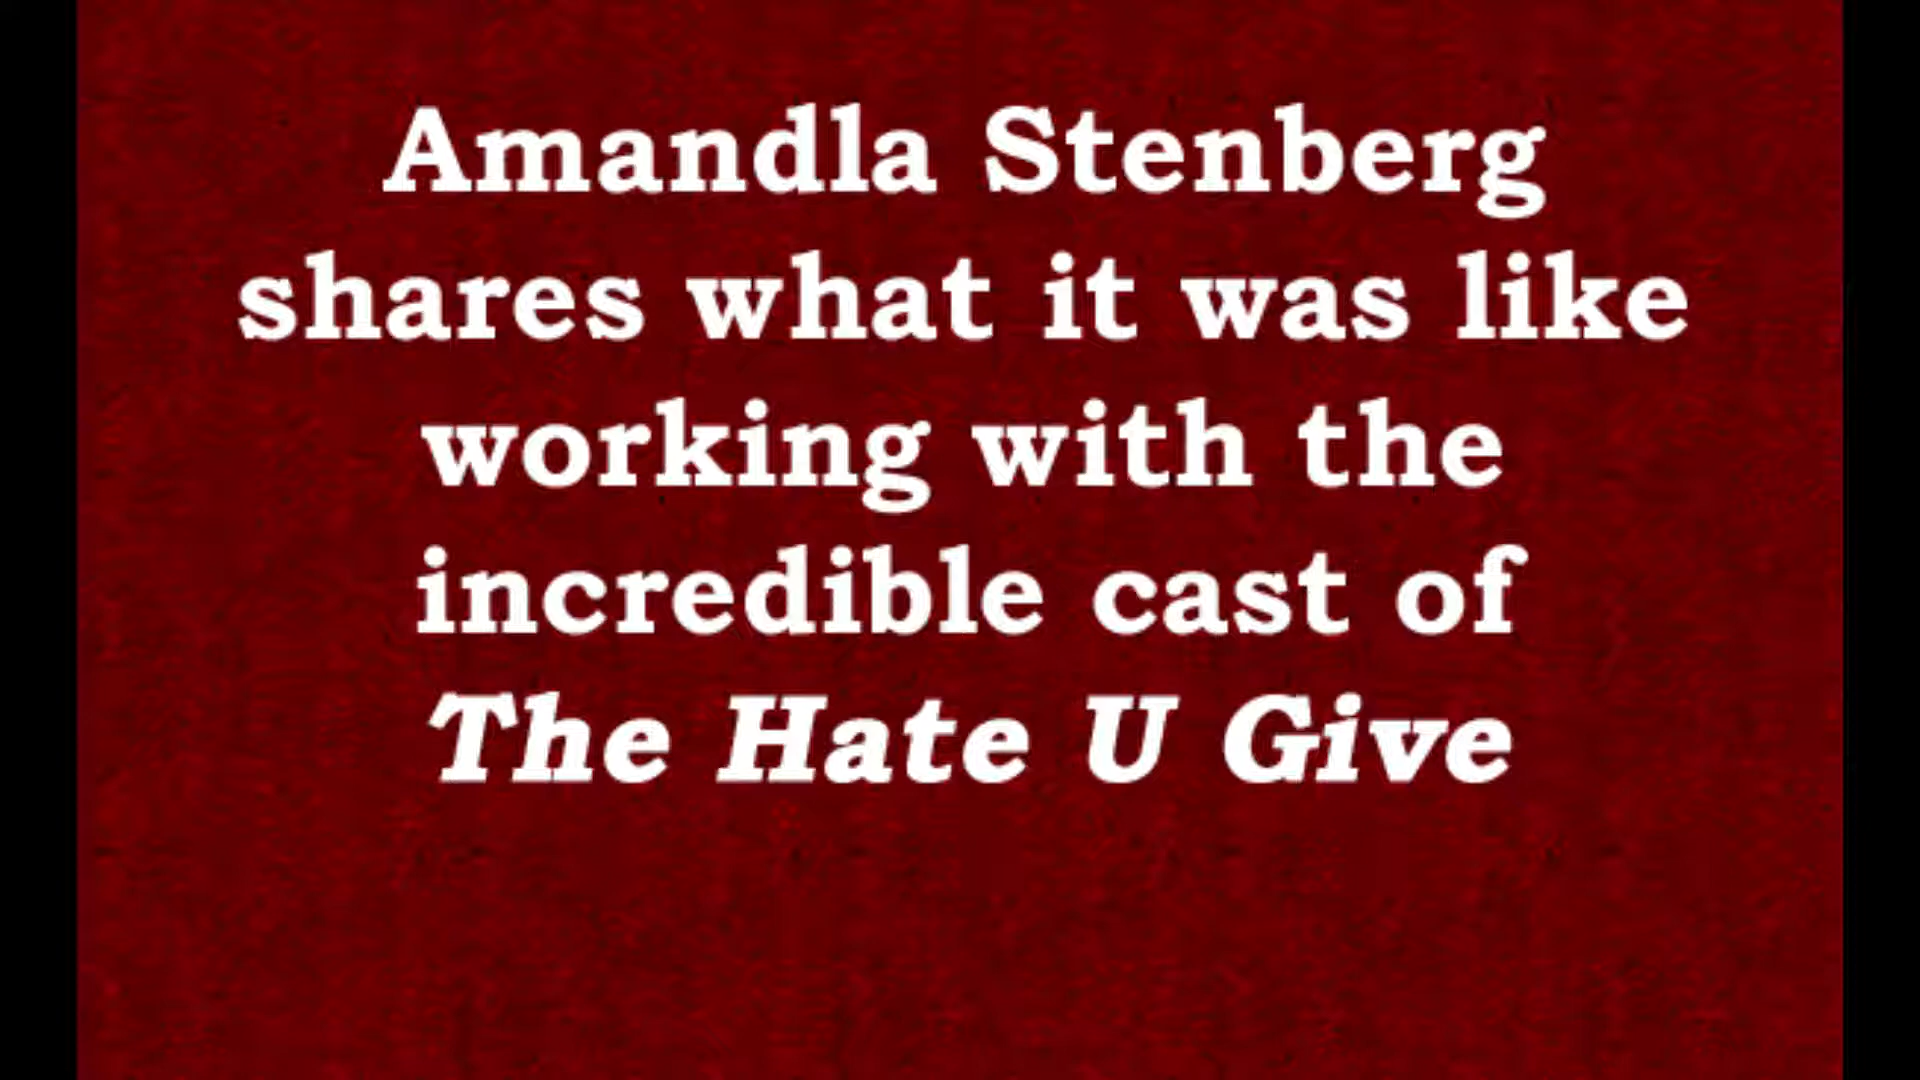 Amandla Stenberg
shares what it was like
working with the
incredible cast of
The Hate U Give